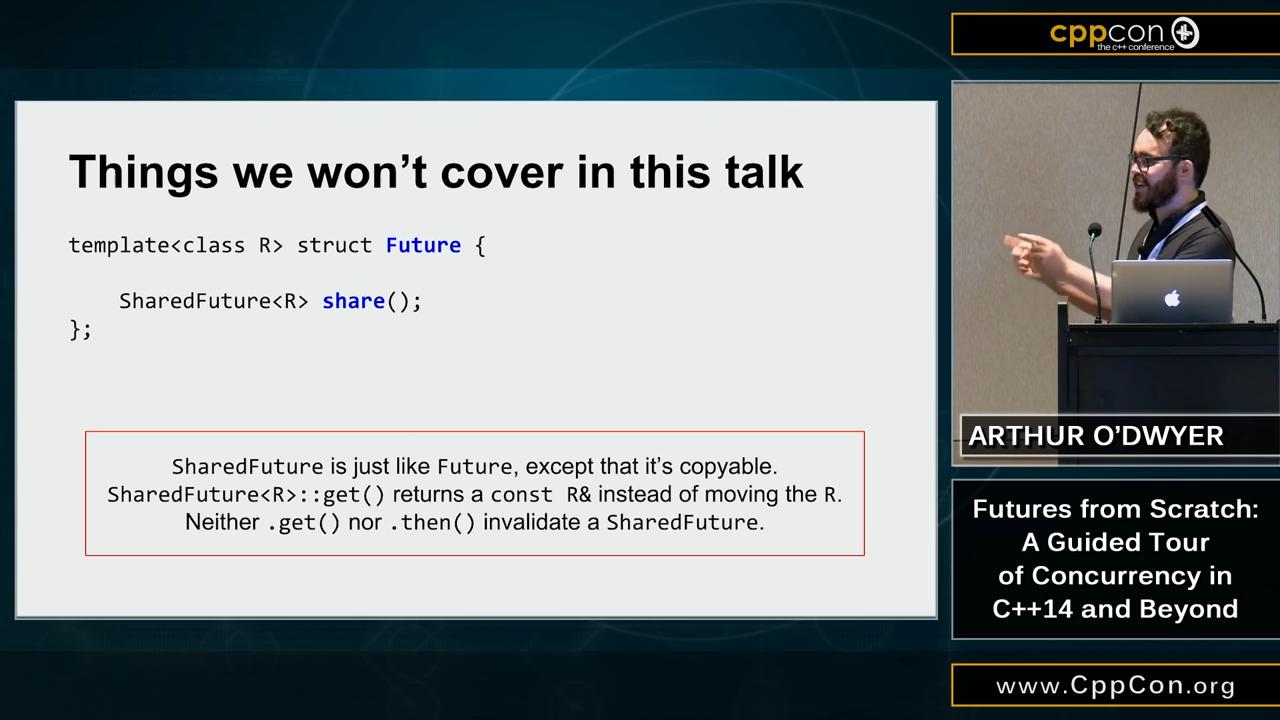 Things we won’t cover in this talk
template<class R> struct Future {
SharedFuture<R> share();
};
SharedFuture is just like Future, except that it’s copyable.
SharedFuture<R>::get() returns a const R& instead of moving the R.
Neither .get() nor .then() invalidate a SharedFuture.
cppcon
the c++ conference
ARTHUR O’DWYER
Futures from Scratch:
A Guided Tour
of Concurrency in
C++14 and Beyond
www.CppCon.org